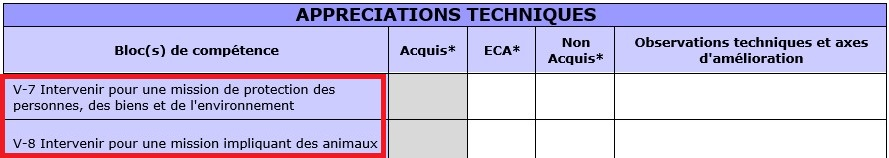 APPRECIATIONS TECHNIQUES
Bloc(s) de compétence
Acquis*
ECA*
Non
Acquis*
Observations techniques et axes
d'amélioration
V-7 Intervenir pour une mission de protection des
personnes, des biens et de l'environnement
V-8 Intervenir pour une mission impliquant des animaux